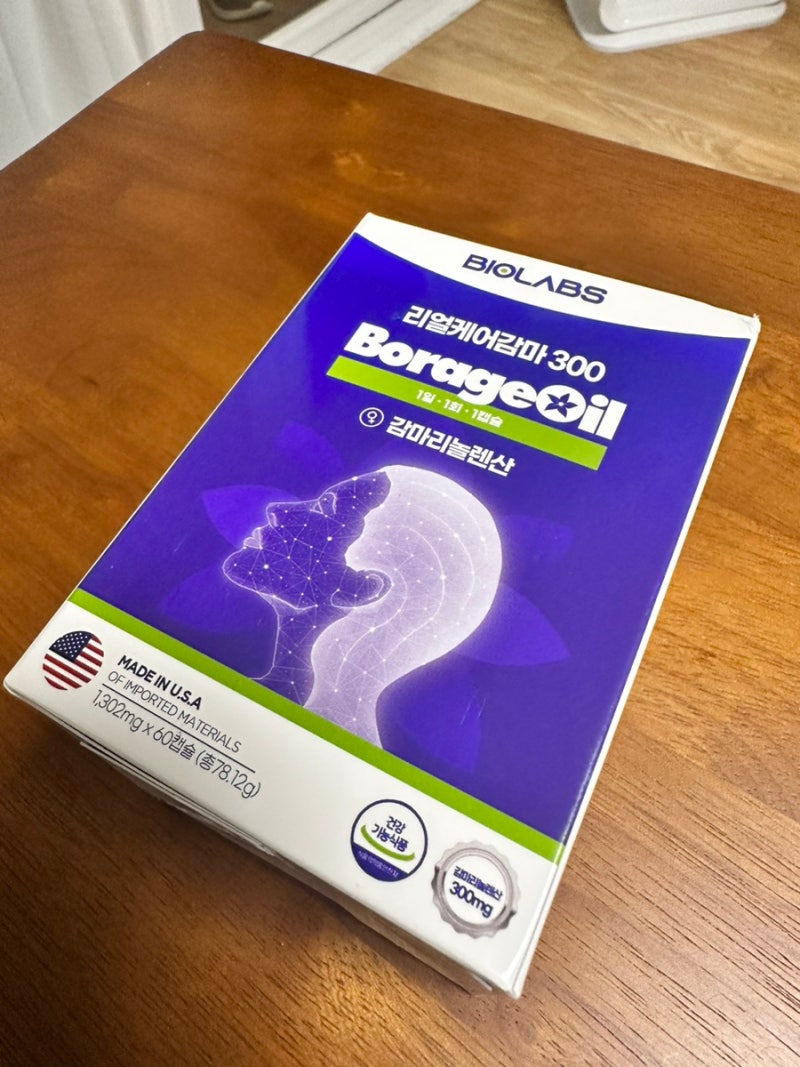 BIOLABS
리얼케어감마 300
BorageOil
1일 · 1회 · 1캡슐
감마리놀렌산
MADE IN U.S.A
OF IMPORTED MATERIALS
1,302mg x 60캡슐 (총78.12g)
건강
기능식품
감마리놀렌산
300mg